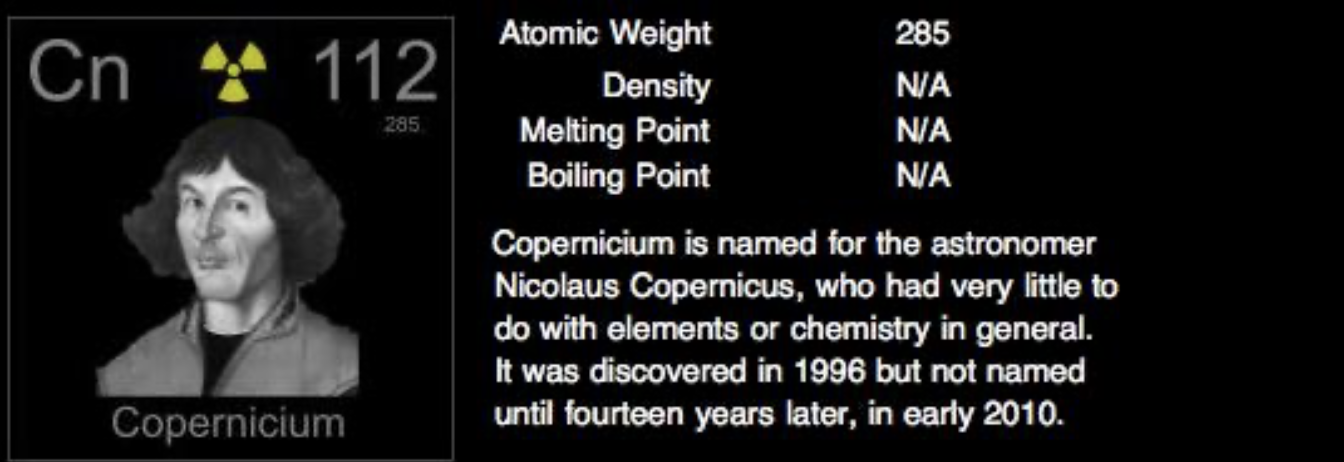 Cn 112
285.
Copernicium
Atomic Weight 285
Density N/A
Melting Point N/A
Boiling Point N/A
Copernicium is named for the astronomer
Nicolaus Copernicus, who had very little to
do with elements or chemistry in general.
It was discovered in 1996 but not named
until fourteen years later, in early 2010.